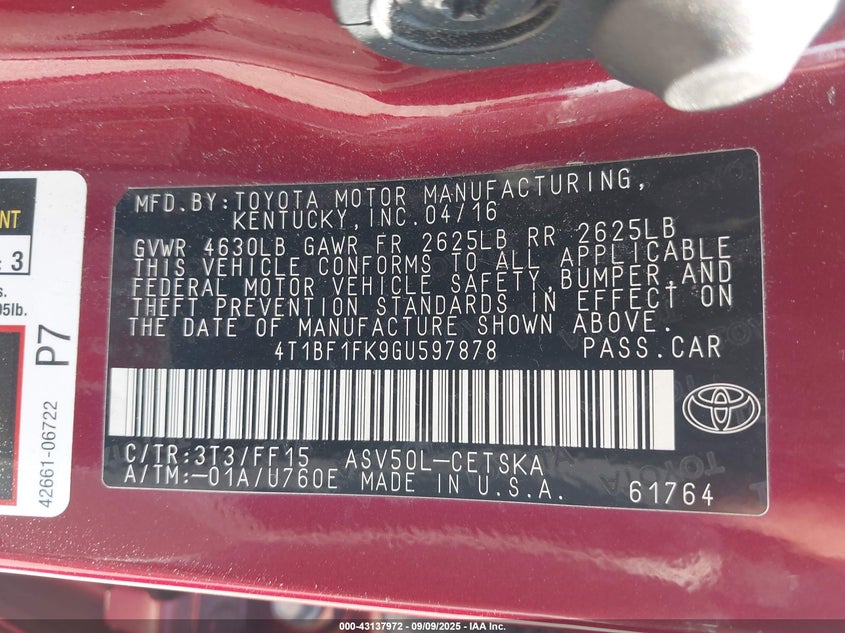 NT
: 3
s.
95lb.
P7
42661-06722
MFD.BY:TOYOTA MOTOR MANUFACTURING,
KENTUCKY,INC.04/16
GVWR 4630LB GAWR FR 2625LB RR 2625LB
THIS VEHICLE CONFORMS TO ALL APPLICABLE
FEDERAL MOTOR VEHICLE SAFETY,BUMPER,AND
THEFT PREVENTION STANDARDS IN EFFECT ON
THE DATE OF MANUFACTURE SHOWN ABOVE.
4T1BF1FK9GU597878 PASS.CAR
C/TR:3T3/FF15 ASV50L-CETSKA
A/TM:-01A/U760E MADE IN U.S.A. 61764
000-43137972 - 09/09/2025 - IAA Inc.